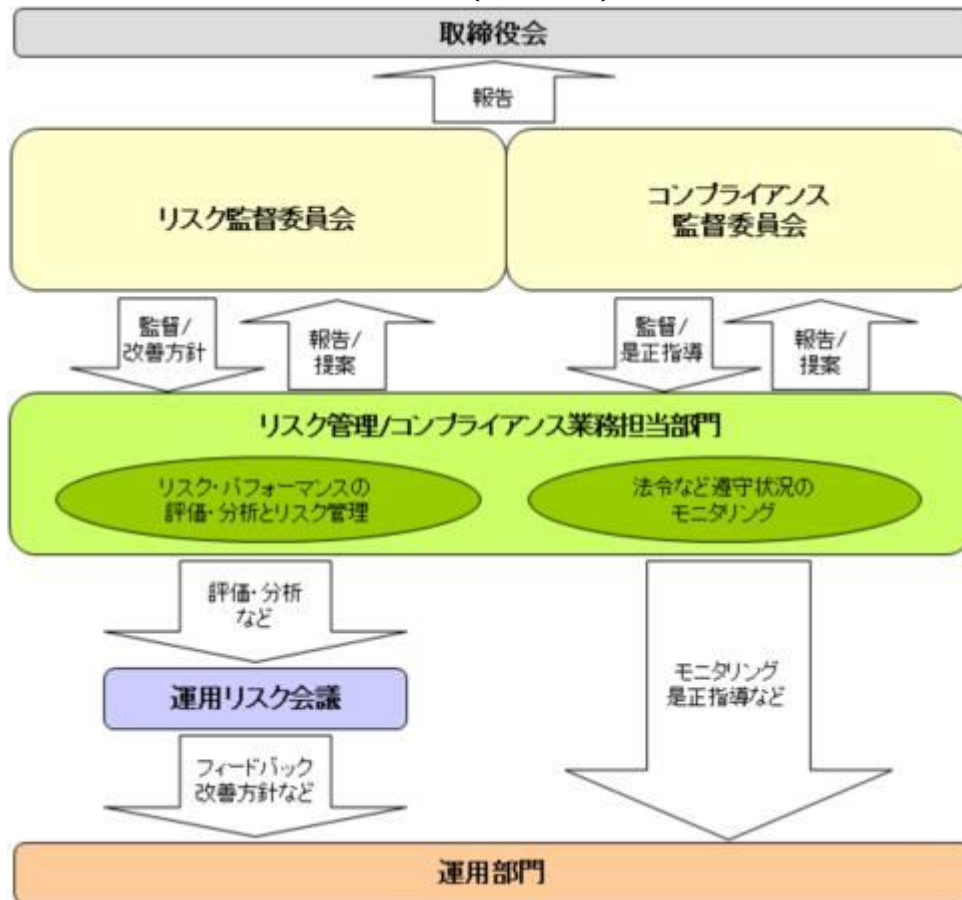 取締役会
報告
リスク監督委員会
コンプライアンス
監督委員会
監督/
改善方針
報告/
提案
監督/
是正指導
報告/
提案
リスク管理/コンプライアンス業務担当部門
リスク・パフォーマンスの
評価・分析とリスク管理
法令など遵守状況の
モニタリング
評価・分析
など
運用リスク会議
モニタリング
是正指導など
フィードバック
改善方針など
運用部門